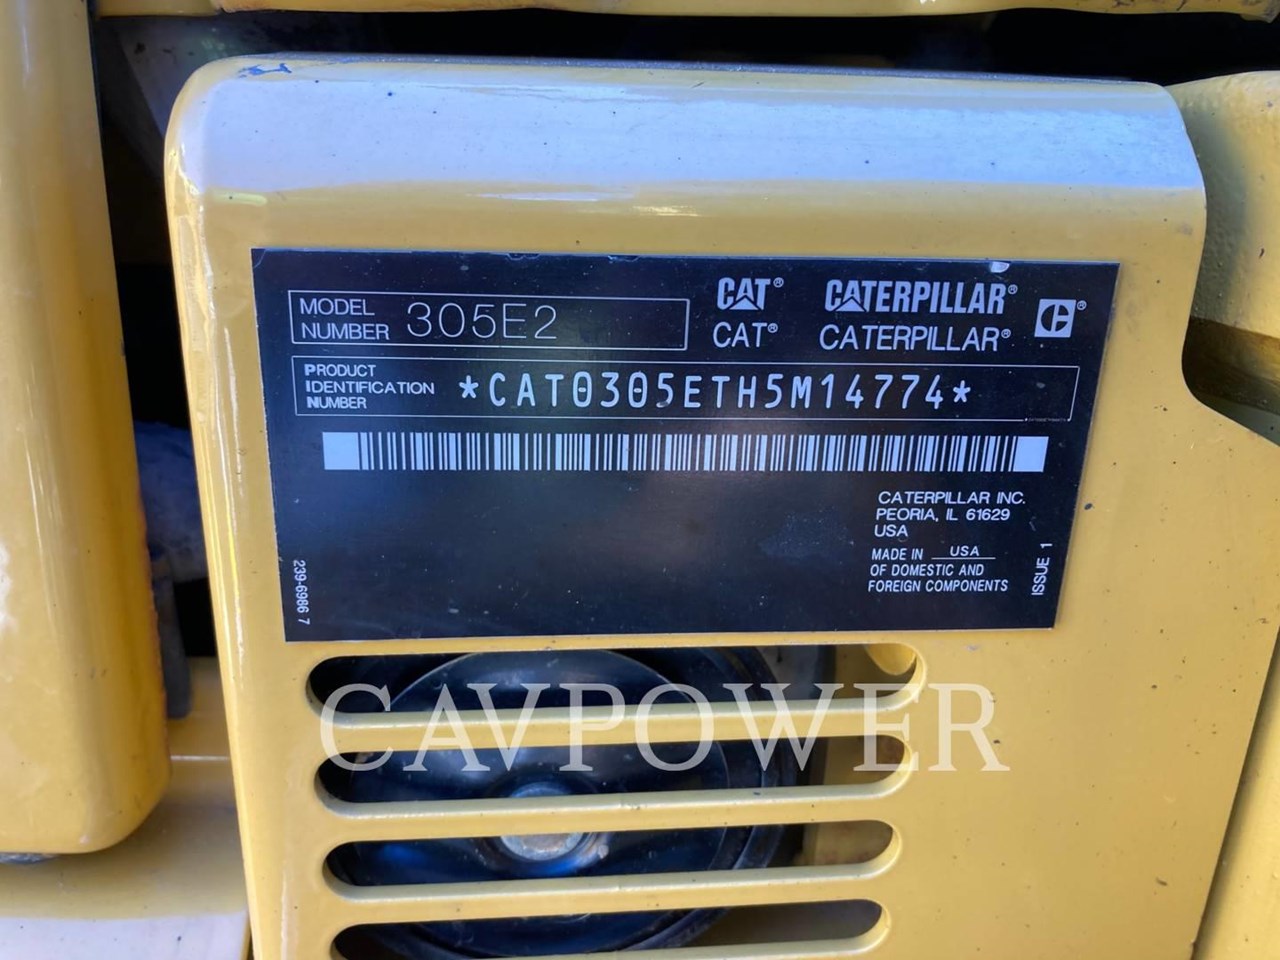 CAT® CATERPILLAR®
CAT® CATERPILLAR®
MODEL
NUMBER 305E2
PRODUCT
IDENTIFICATION
NUMBER
*CAT0305ETH5M14774*
CATERPILLAR INC.
PEORIA, IL 61629
USA
MADE IN USA
OF DOMESTIC AND
FOREIGN COMPONENTS
ISSUE 1
239-6986 7
CAVPOWER